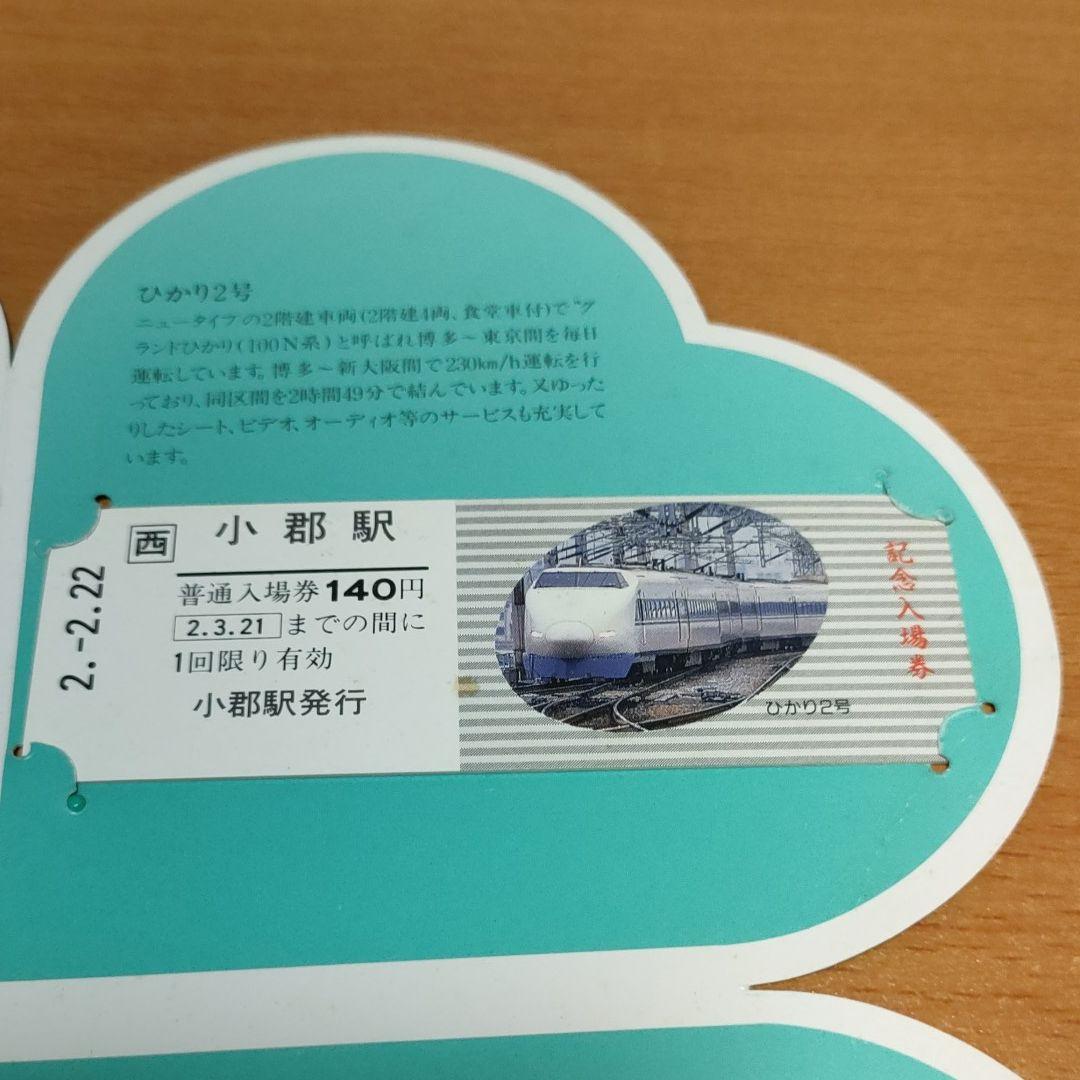 ひかり2号
ニュータイプの2階建車両(2階建4両、食堂車付)で“グ
ランドひかり(100N系)と呼ばれ博多～東京間を毎日
運転しています。博多～新大阪間で230km/h運転を行
っており、同区間を2時間49分で結んでいます。又ゆった
りしたシート、ビデオ、オーディオ等のサービスも充実して
います。
西 小郡駅
普通入場券140円
2.3.21までの間に
1回限り有効
小郡駅発行
2.-2.22
ひかり2号
記念入場券